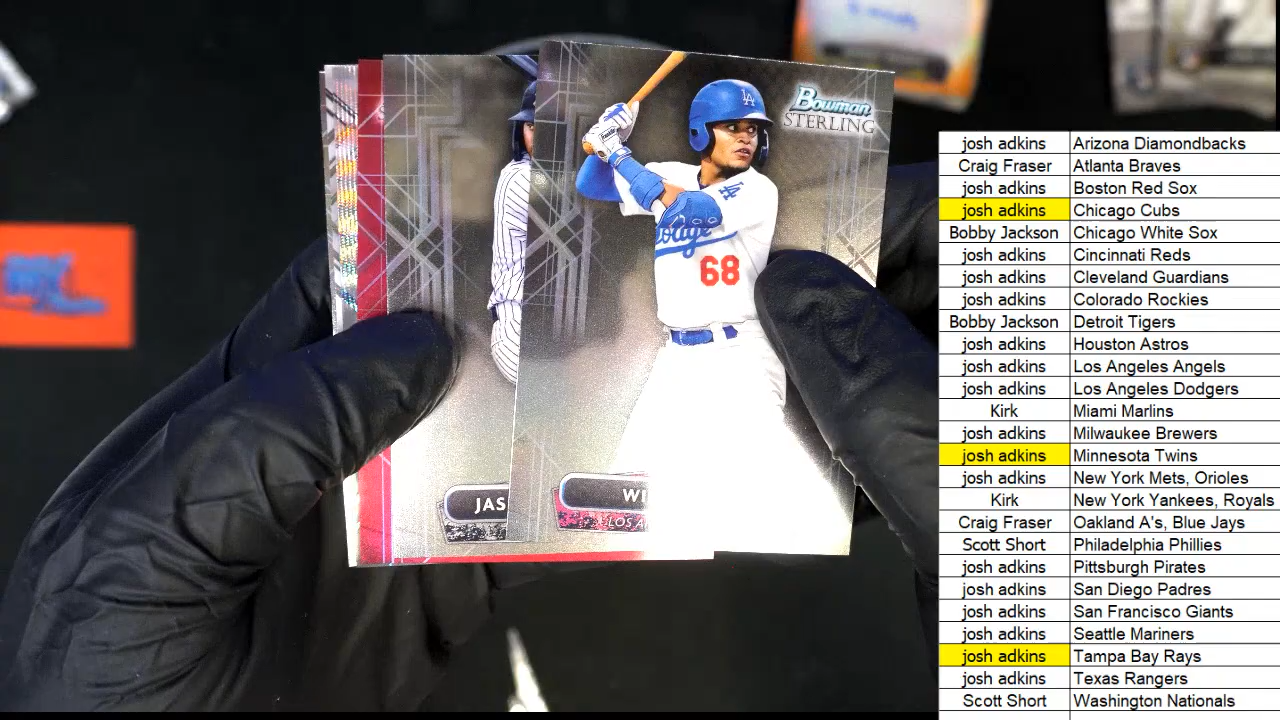 Bowman
STERLING
LA
LA
68
WI
LOS A
JAS
josh adkins Arizona Diamondbacks
Craig Fraser Atlanta Braves
josh adkins Boston Red Sox
josh adkins Chicago Cubs
Bobby Jackson Chicago White Sox
josh adkins Cincinnati Reds
josh adkins Cleveland Guardians
josh adkins Colorado Rockies
Bobby Jackson Detroit Tigers
josh adkins Houston Astros
josh adkins Los Angeles Angels
josh adkins Los Angeles Dodgers
Kirk Miami Marlins
josh adkins Milwaukee Brewers
josh adkins Minnesota Twins
josh adkins New York Mets, Orioles
Kirk New York Yankees, Royals
Craig Fraser Oakland A's, Blue Jays
Scott Short Philadelphia Phillies
josh adkins Pittsburgh Pirates
josh adkins San Diego Padres
josh adkins San Francisco Giants
josh adkins Seattle Mariners
josh adkins Tampa Bay Rays
josh adkins Texas Rangers
Scott Short Washington Nationals